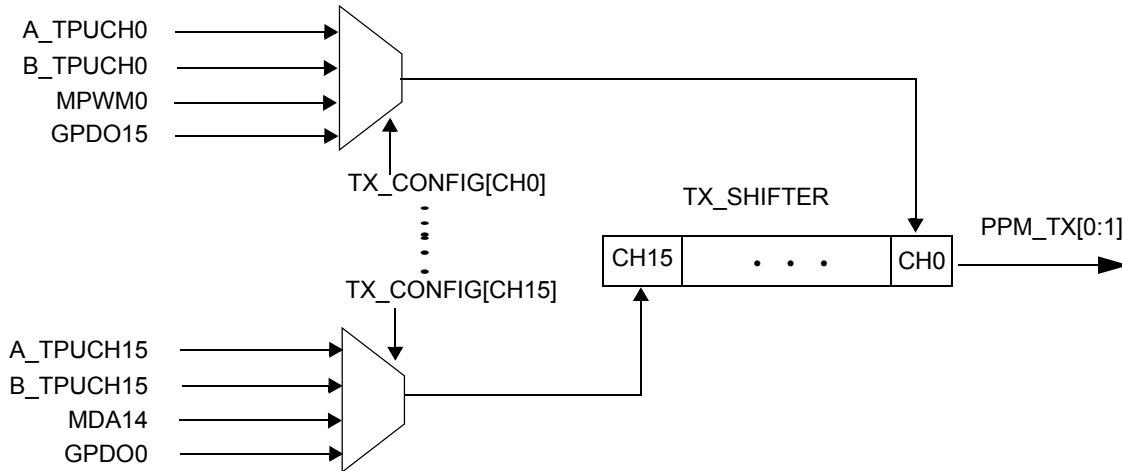 A_TPUCH0
B_TPUCH0
MPWM0
GPDO15
TX_CONFIG[CH0]
TX_SHIFTER
PPM_TX[0:1]
CH15
CH0
TX_CONFIG[CH15]
A_TPUCH15
B_TPUCH15
MDA14
GPDO0